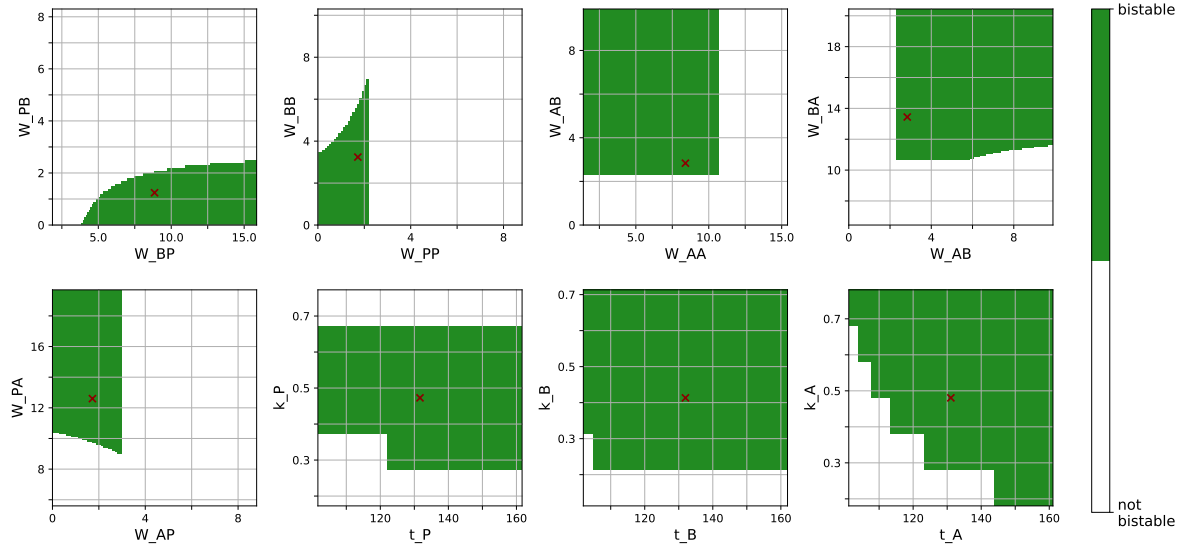 bistable
8
6
4
2
0
W_PB
5.0
10.0
15.0
W_BP
8
4
0
W_BB
0
4
8
W_PP
8
4
0
W_AB
5.0
10.0
15.0
W_AA
18
14
10
W_BA
0
4
8
W_AB
16
12
8
W_PA
0
4
8
W_AP
0.7
0.5
0.3
k_P
120
140
160
t_P
0.7
0.5
0.3
k_B
120
140
160
t_B
0.7
0.5
0.3
k_A
120
140
160
t_A
not
bistable